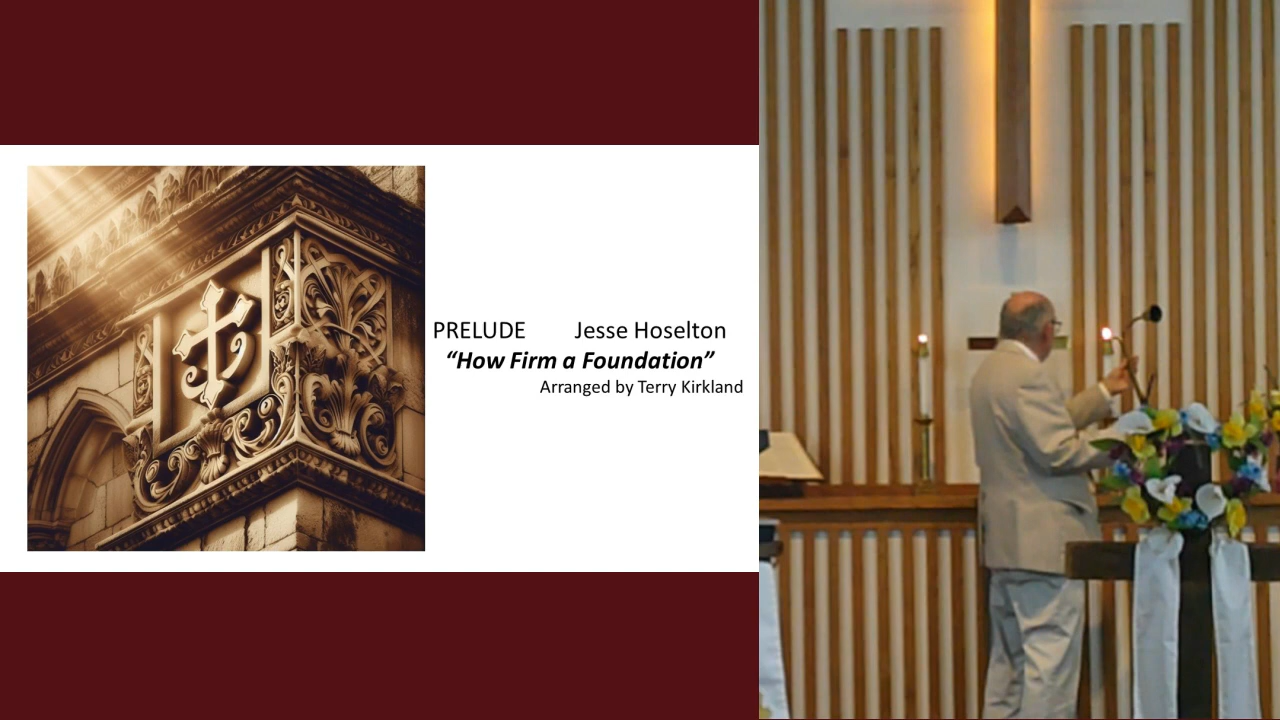 PRELUDE Jesse Hoselton
“How Firm a Foundation”
Arranged by Terry Kirkland